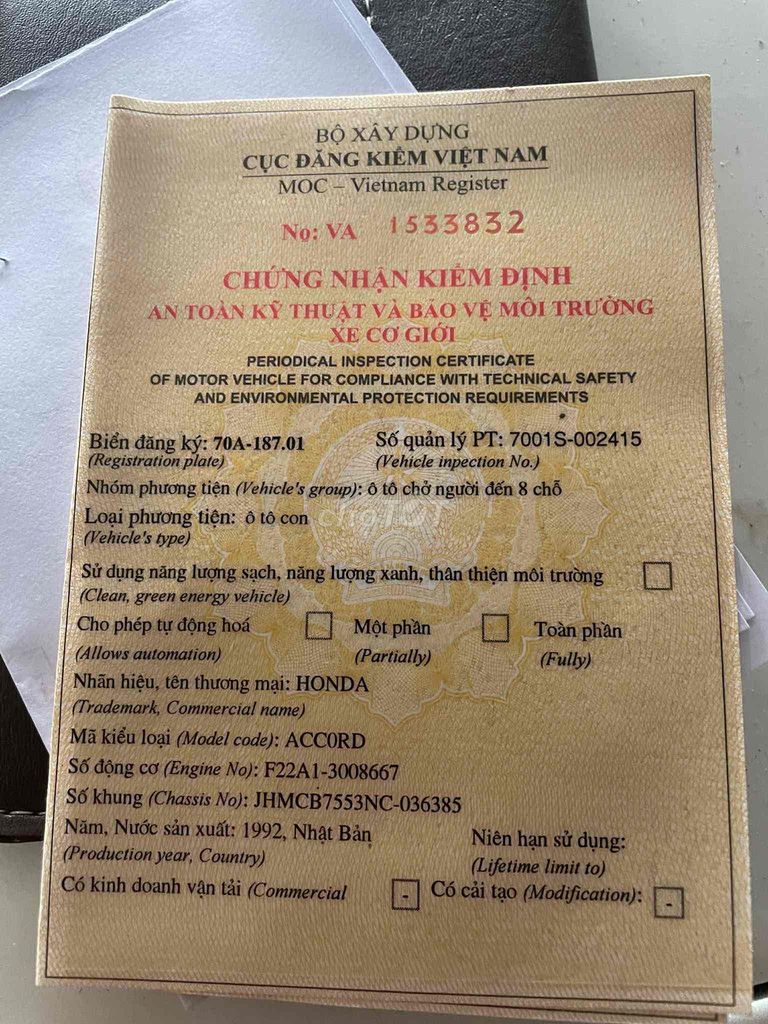 BỘ XÂY DỰNG
CỤC ĐĂNG KIỂM VIỆT NAM
MOC – Vietnam Register
No: VA 1533832
CHỨNG NHẬN KIỂM ĐỊNH
AN TOÀN KỸ THUẬT VÀ BẢO VỆ MÔI TRƯỜNG
XE CƠ GIỚI
PERIODICAL INSPECTION CERTIFICATE
OF MOTOR VEHICLE FOR COMPLIANCE WITH TECHNICAL SAFETY
AND ENVIRONMENTAL PROTECTION REQUIREMENTS
Biển đăng ký: 70A-187.01 Số quản lý PT: 7001S-002415
(Registration plate) (Vehicle inpection No.)
Nhóm phương tiện (Vehicle's group): ô tô chở người đến 8 chỗ
Loại phương tiện: ô tô con
(Vehicle's type)
Sử dụng năng lượng sạch, năng lượng xanh, thân thiện môi trường
(Clean, green energy vehicle)
Cho phép tự động hoá Một phần Toàn phần
(Allows automation) (Partially) (Fully)
Nhãn hiệu, tên thương mại: HONDA
(Trademark, Commercial name)
Mã kiểu loại (Model code): ACC0RD
Số động cơ (Engine No): F22A1-3008667
Số khung (Chassis No): JHMCB7553NC-036385
Năm, Nước sản xuất: 1992, Nhật Bản Niên hạn sử dụng:
(Production year, Country) (Lifetime limit to)
Có kinh doanh vận tải (Commercial - Có cải tạo (Modification): -